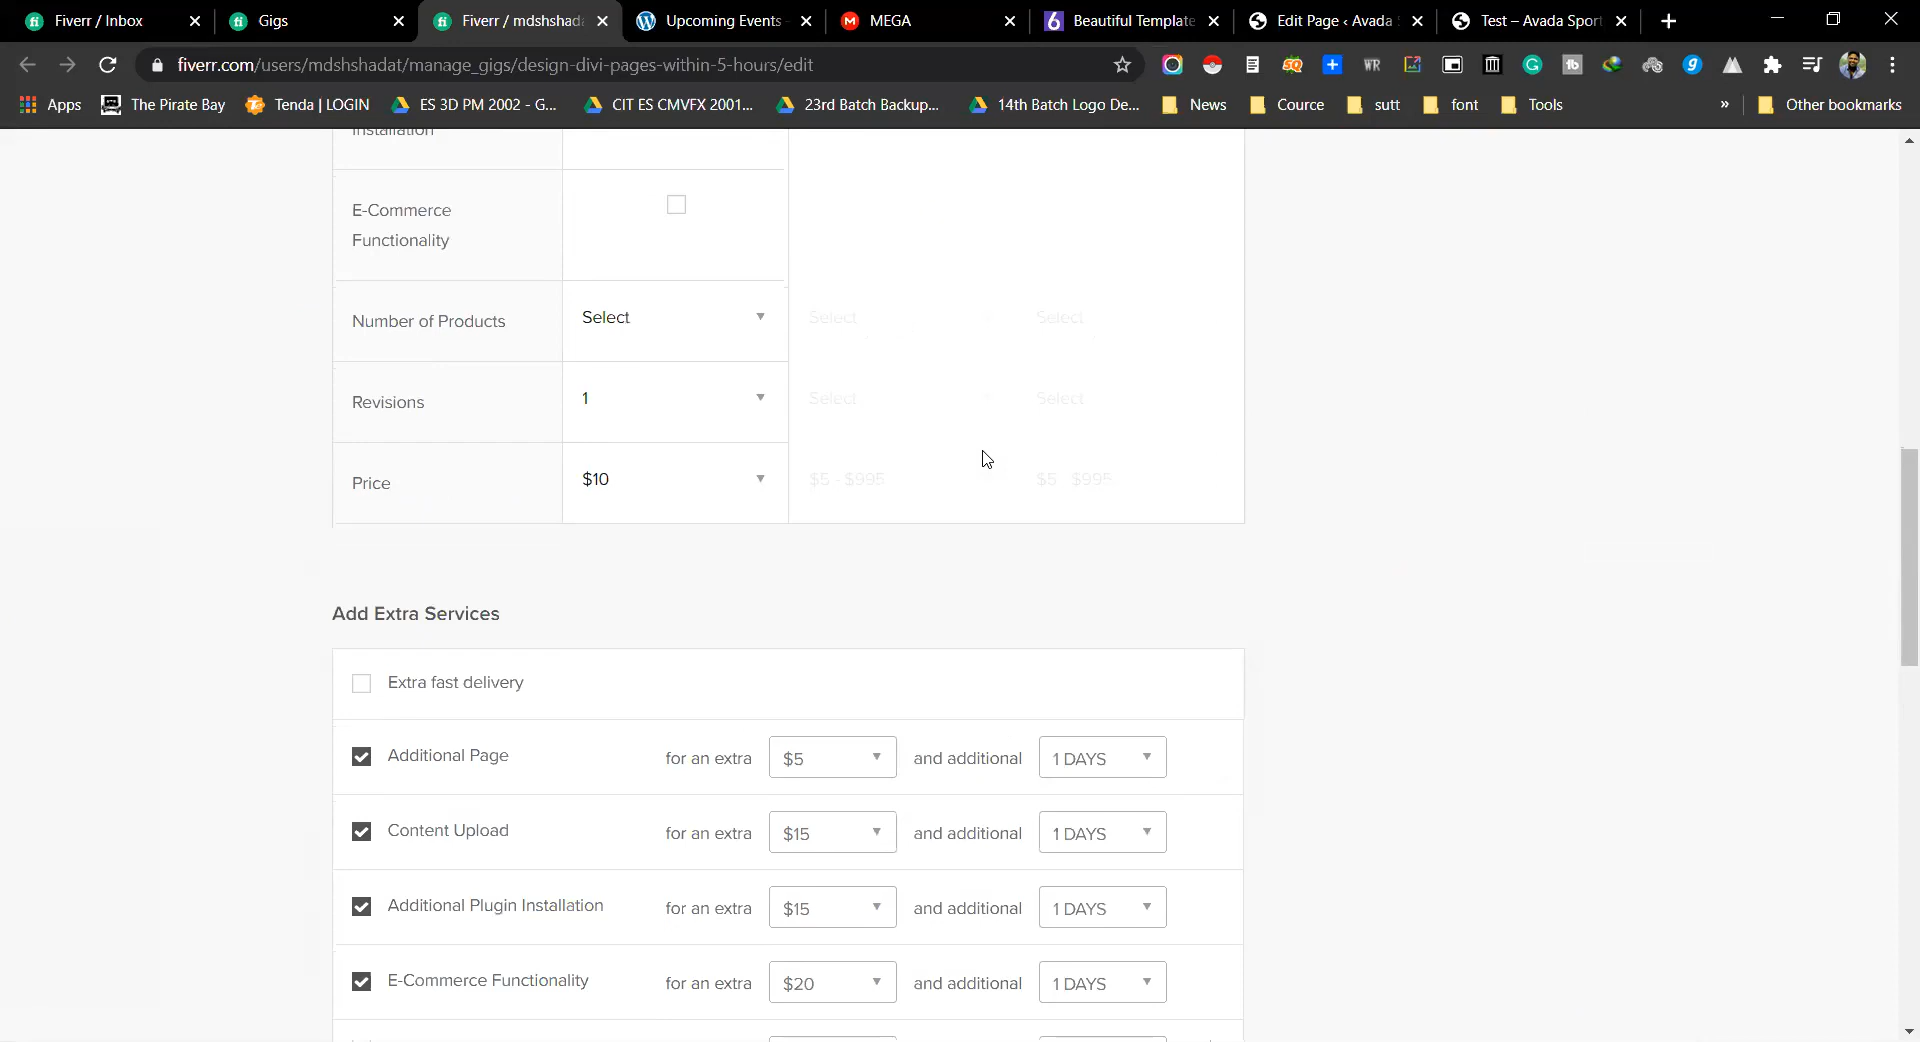 Fiverr / Inbox
Gigs
Fiverr / mdshshad
Upcoming Events -
MEGA
Beautiful Template
Edit Page ‹ Avada
Test – Avada Sport
fiverr.com/users/mdshshadat/manage_gigs/design-divi-pages-within-5-hours/edit
Apps
The Pirate Bay
Tenda | LOGIN
ES 3D PM 2002 - G...
CIT ES CMVFX 2001...
23rd Batch Backup...
14th Batch Logo De...
News
Cource
sutt
font
Tools
»
Other bookmarks
Installation
E-Commerce
Functionality
Number of Products Select Select Select
Revisions 1 Select Select
Price $10 $5 - $995 $5 - $995
Add Extra Services
Extra fast delivery
Additional Page for an extra $5 and additional 1 DAYS
Content Upload for an extra $15 and additional 1 DAYS
Additional Plugin Installation for an extra $15 and additional 1 DAYS
E-Commerce Functionality for an extra $20 and additional 1 DAYS